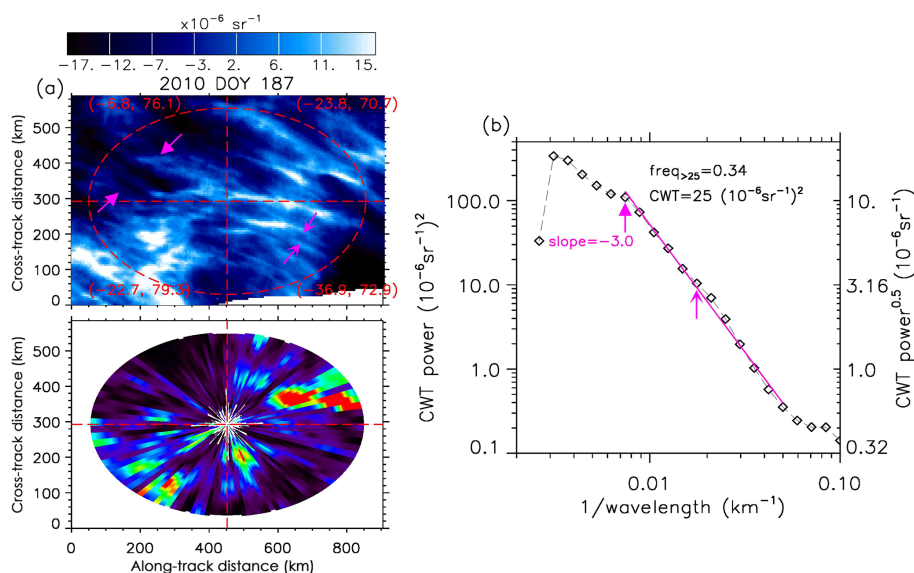 x10⁻⁶ sr⁻¹
-17. -12. -7. -2. 2. 6. 11. 15.
2010 DOY 187
(a)
(-6.8, 76.1) (-23.8, 70.7)
Cross-track distance (km)
500
400
300
200
100
0
(-22.7, 79.3) (-36.9, 72.9)
Cross-track distance (km)
500
400
300
200
100
0
0 200 400 600 800
Along-track distance (km)
(b)
freq>25=0.34
CWT=25 (10⁻⁶sr⁻¹)²
slope=-3.0
CWT power (10⁻⁶sr⁻¹)²
100.0
10.0
1.0
0.1
CWT power⁰·⁵ (10⁻⁶sr⁻¹)
10.
3.16
1.0
0.32
0.01 0.10
1/wavelength (km⁻¹)